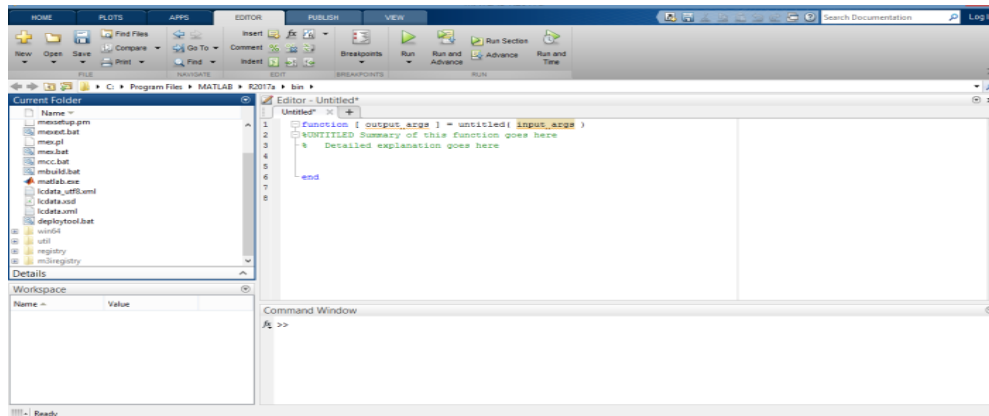 HOME PLOTS APPS EDITOR PUBLISH VIEW Search Documentation Log
New Open Save Find Files Compare Print Go To Find Insert fx Comment Indent Breakpoints Run Run and Advance Run Section Advance Run and Time
FILE NAVIGATE EDIT BREAKPOINTS RUN
C: Program Files MATLAB R2017a bin
Current Folder
Name
mexsetup.pm
mexext.bat
mex.pl
mex.bat
mcc.bat
mbuild.bat
matlab.exe
lcdata_utf8.xml
lcdata.xsd
lcdata.xml
deploytool.bat
win64
util
registry
m3iregistry
Details
Workspace
Name Value
Editor - Untitled*
Untitled* × +
1 function [ output_args ] = untitled( input_args )
2 %UNTITLED Summary of this function goes here
3 % Detailed explanation goes here
4
5
6 end
7
8
Command Window
fx >>
Ready